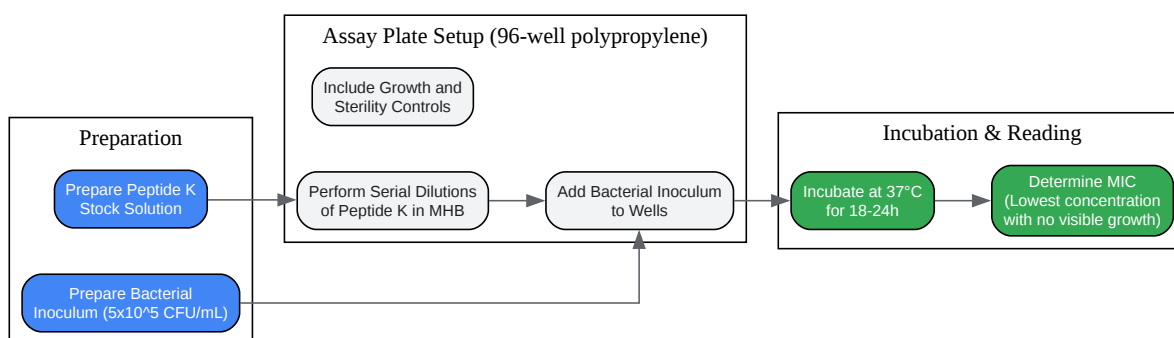 Preparation
Prepare Peptide K
Stock Solution
Prepare Bacterial
Inoculum (5x10^5 CFU/mL)
Assay Plate Setup (96-well polypropylene)
Include Growth and
Sterility Controls
Perform Serial Dilutions
of Peptide K in MHB
Add Bacterial Inoculum
to Wells
Incubation & Reading
Incubate at 37°C
for 18-24h
Determine MIC
(Lowest concentration
with no visible growth)